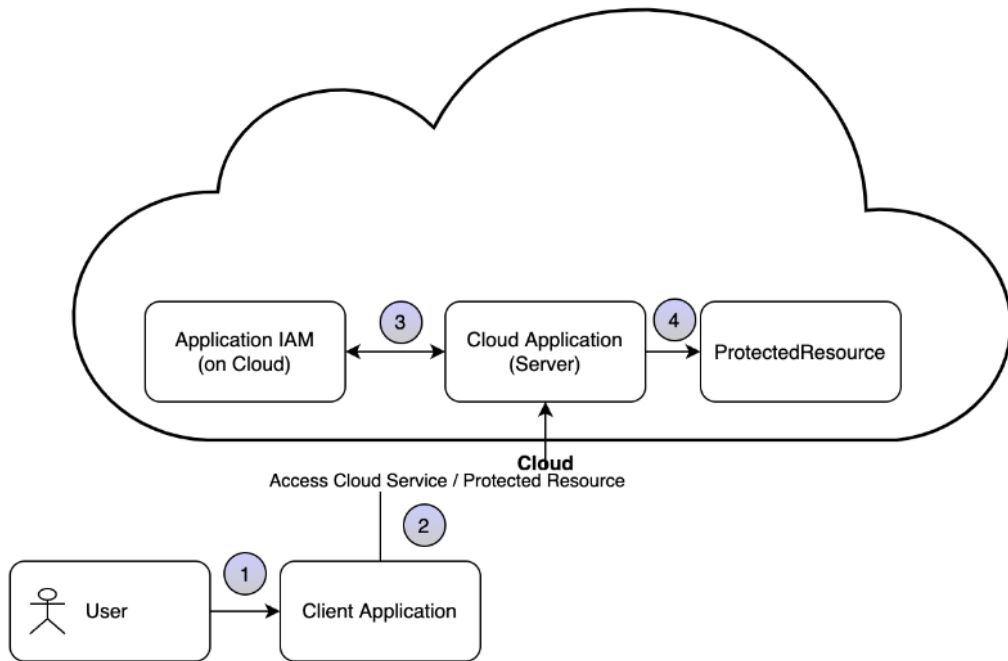 Application IAM
(on Cloud)
3
Cloud Application
(Server)
4
ProtectedResource
Cloud
Access Cloud Service / Protected Resource
2
1
User
Client Application